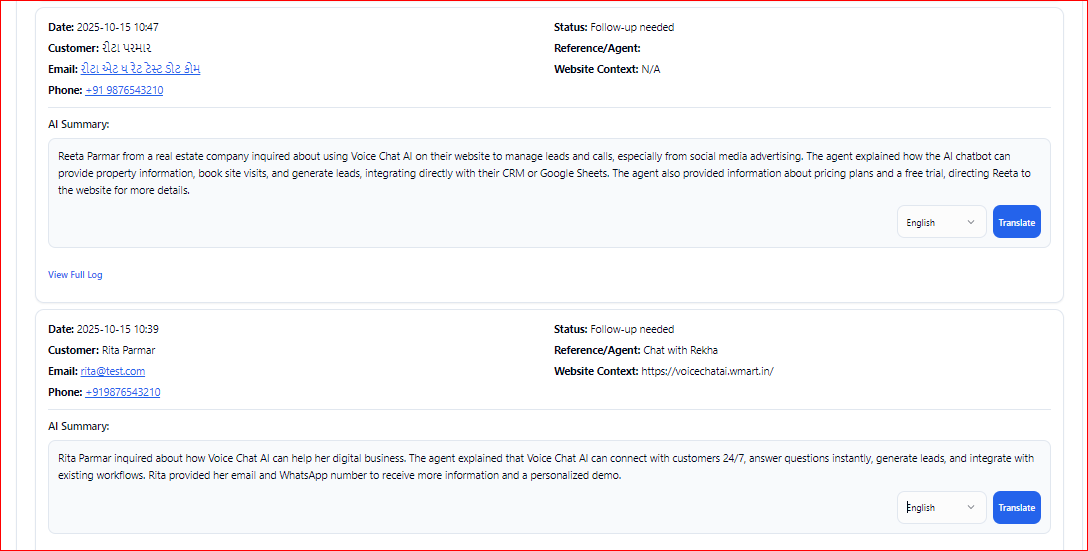 Date: 2025-10-15 10:47
Status: Follow-up needed
Customer: રીટા પરમાર
Reference/Agent:
Email: રીટા એટ ધ રેટ ટેસ્ટ ડોટ કોમ
Website Context: N/A
Phone: +91 9876543210
AI Summary:
Reeta Parmar from a real estate company inquired about using Voice Chat AI on their website to manage leads and calls, especially from social media advertising. The agent explained how the AI chatbot can
provide property information, book site visits, and generate leads, integrating directly with their CRM or Google Sheets. The agent also provided information about pricing plans and a free trial, directing Reeta to
the website for more details.
English
Translate
View Full Log
Date: 2025-10-15 10:39
Status: Follow-up needed
Customer: Rita Parmar
Reference/Agent: Chat with Rekha
Email: rita@test.com
Website Context: https://voicechatai.wmart.in/
Phone: +919876543210
AI Summary:
Rita Parmar inquired about how Voice Chat AI can help her digital business. The agent explained that Voice Chat AI can connect with customers 24/7, answer questions instantly, generate leads, and integrate with
existing workflows. Rita provided her email and WhatsApp number to receive more information and a personalized demo.
English
Translate